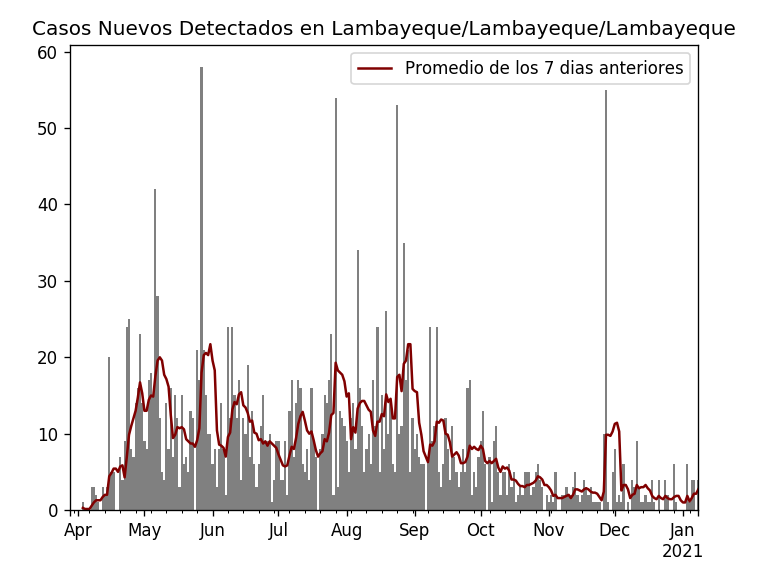 Casos Nuevos Detectados en Lambayeque/Lambayeque/Lambayeque
Promedio de los 7 dias anteriores
60
50
40
30
20
10
0
Apr May Jun Jul Aug Sep Oct Nov Dec Jan
2021